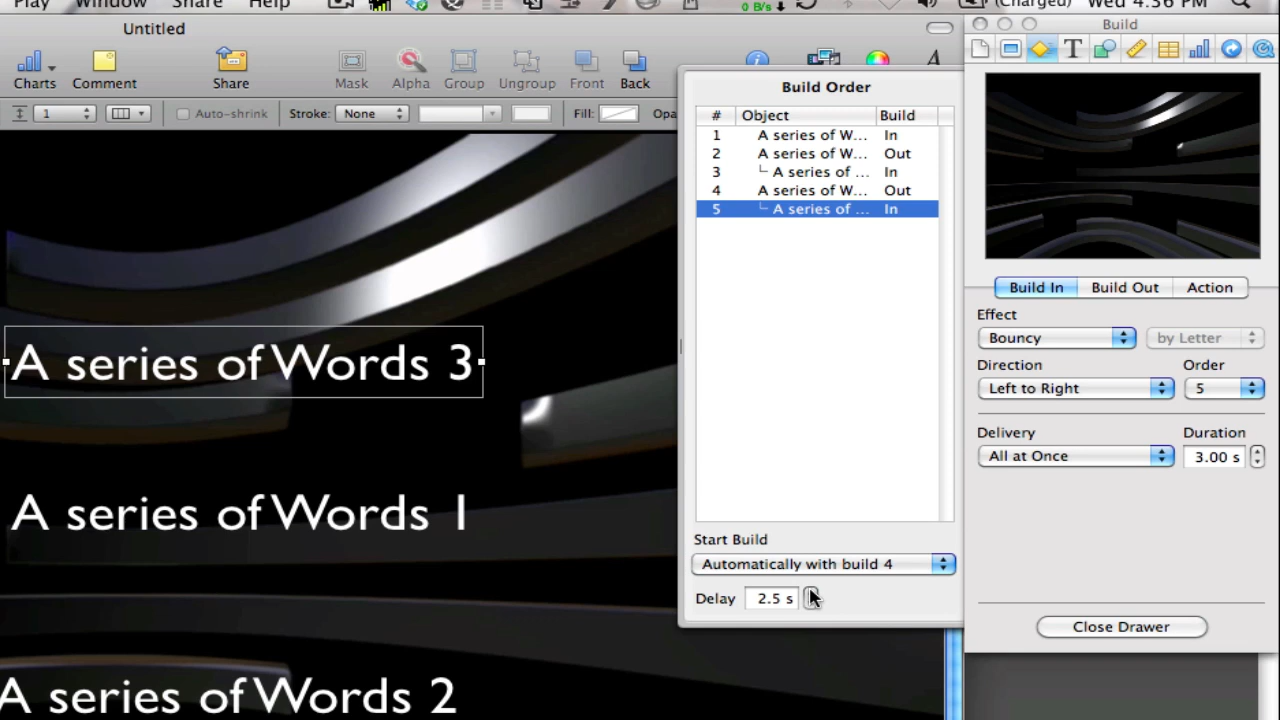 Play Window Share Help 0 B/s (Charged) Wed 4:36 PM
Untitled
Build
Charts Comment Share Mask Alpha Group Ungroup Front Back
1 Auto-shrink Stroke: None Fill: Opa
Build Order
# Object Build
1 A series of W... In
2 A series of W... Out
3 A series of ... In
4 A series of W... Out
5 A series of ... In
Start Build
Automatically with build 4
Delay 2.5 s
Build In Build Out Action
Effect
Bouncy by Letter
Direction Order
Left to Right 5
Delivery Duration
All at Once 3.00 s
Close Drawer
A series of Words 3
A series of Words 1
A series of Words 2